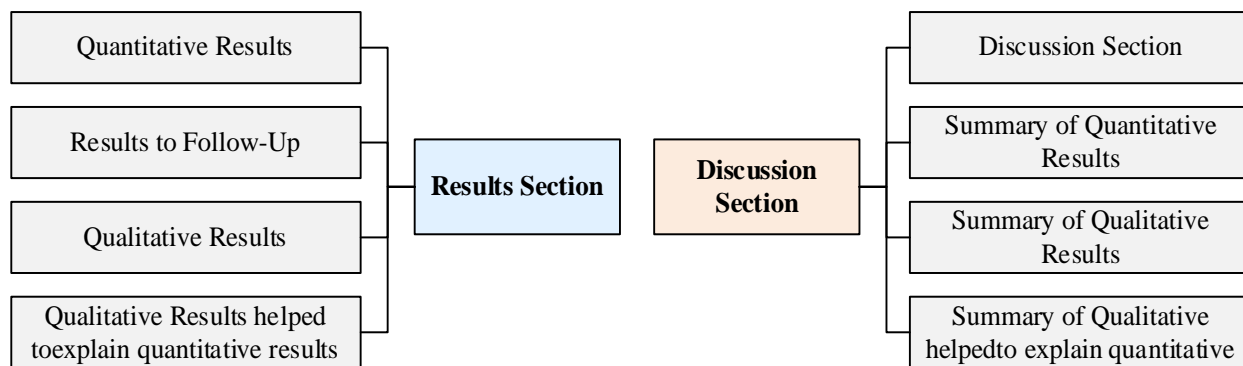 Quantitative Results
Results to Follow-Up
Qualitative Results
Qualitative Results helped
toexplain quantitative results
Results Section
Discussion
Section
Discussion Section
Summary of Quantitative
Results
Summary of Qualitative
Results
Summary of Qualitative
helpedto explain quantitative